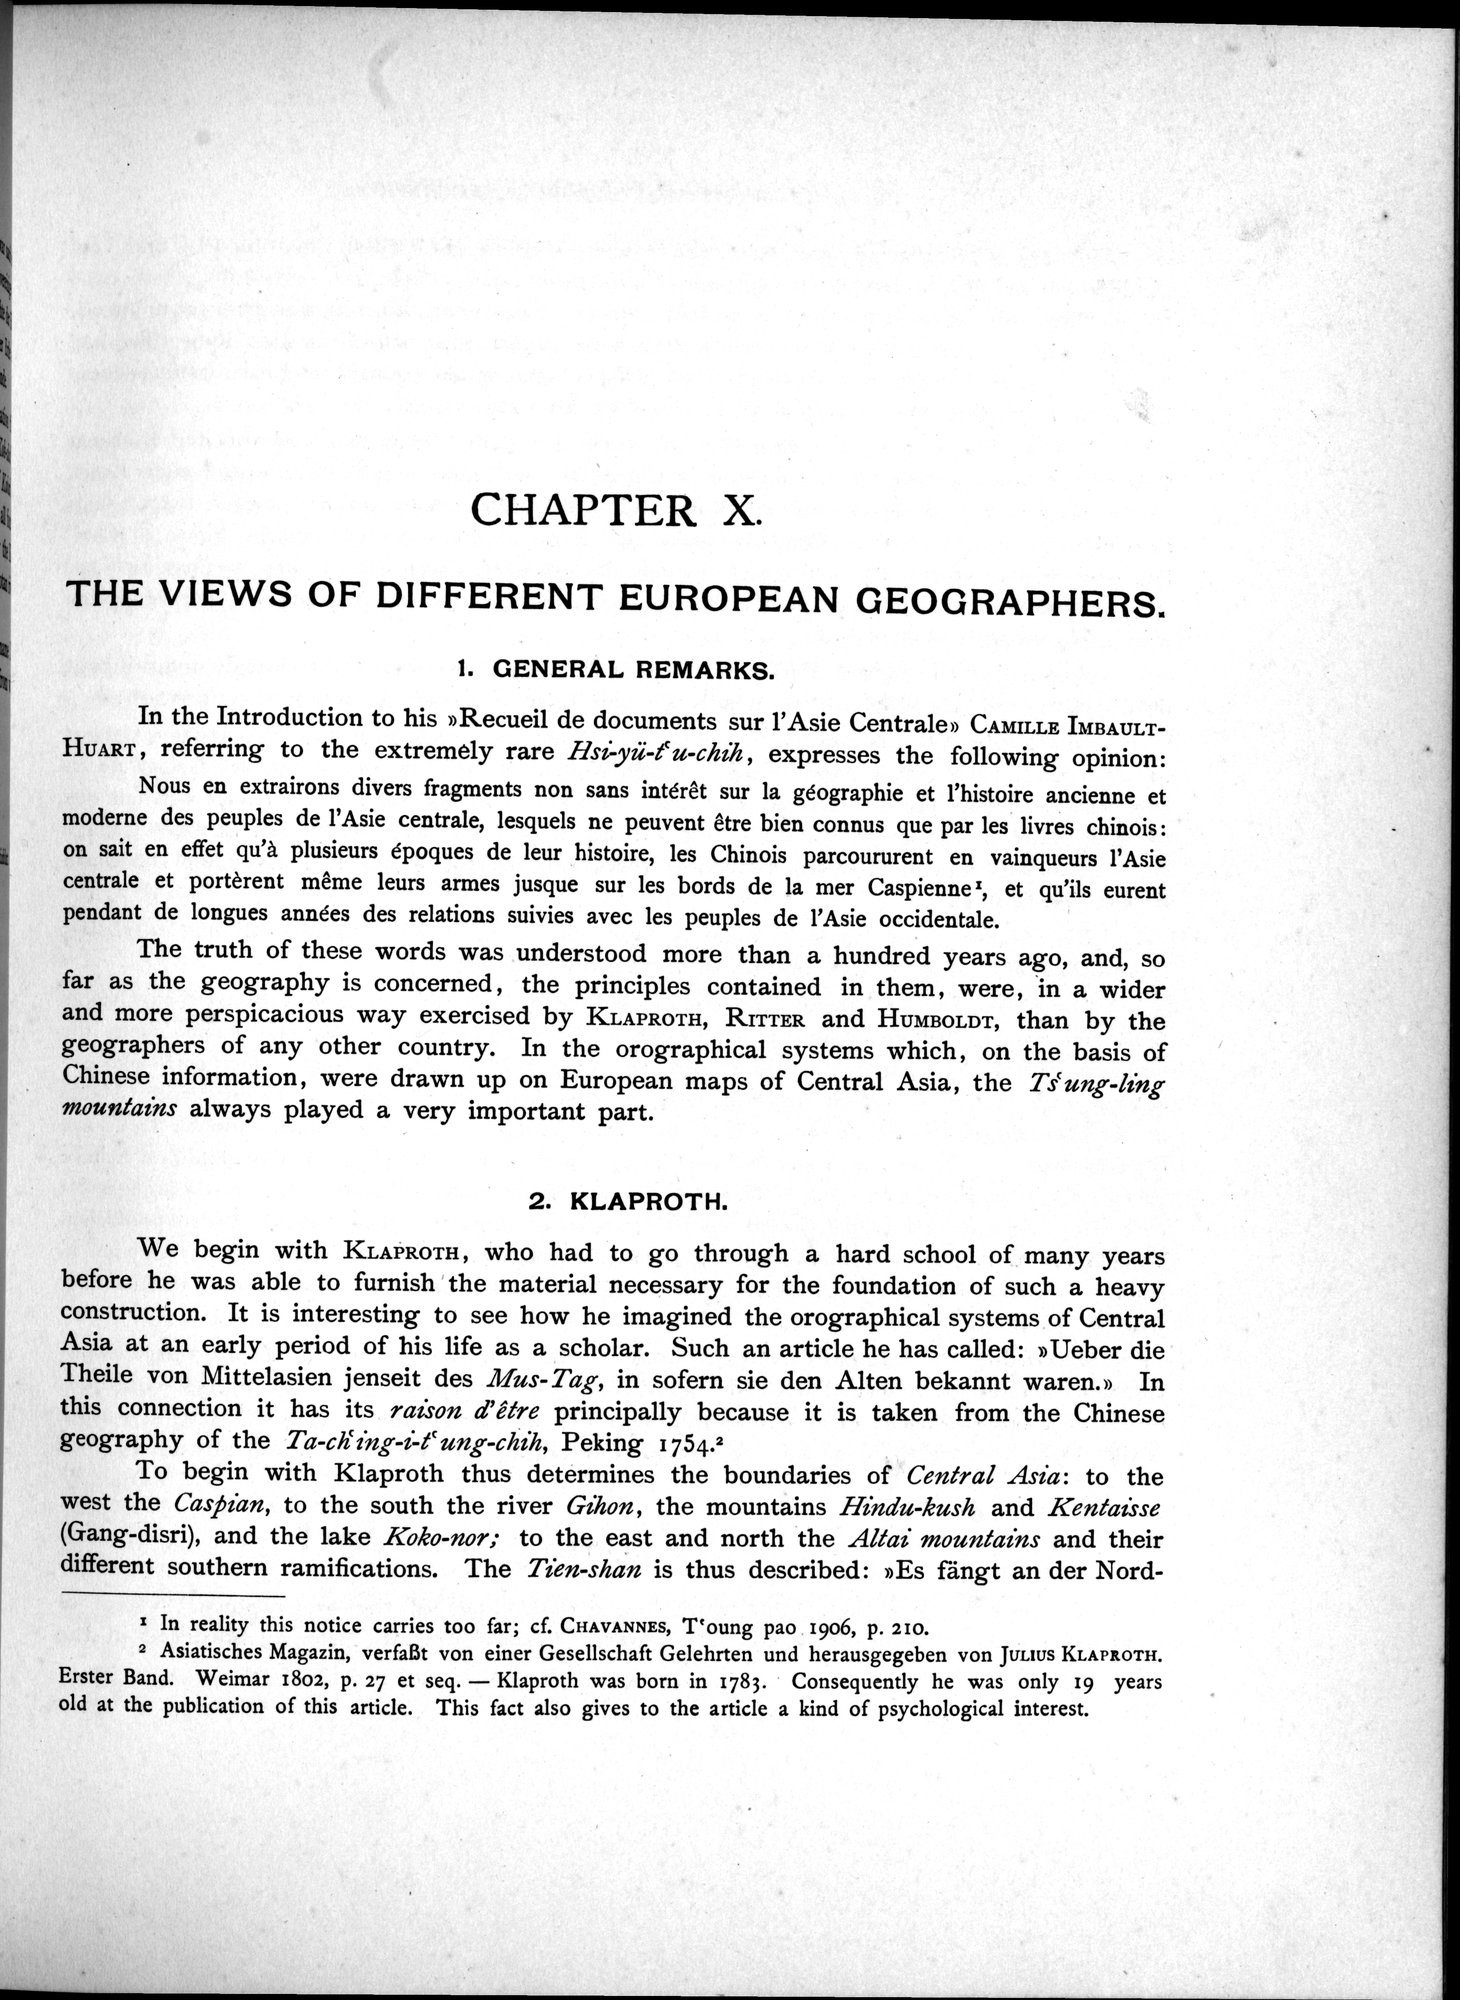 CHAPTER X.
THE VIEWS OF DIFFERENT EUROPEAN GEOGRAPHERS.
1. GENERAL REMARKS.
In the Introduction to his »Recueil de documents sur l'Asie Centrale» CAMILLE IMBAULT-
HUART, referring to the extremely rare Hsi-yü-tʿu-chih, expresses the following opinion:
Nous en extrairons divers fragments non sans intérêt sur la géographie et l'histoire ancienne et
moderne des peuples de l'Asie centrale, lesquels ne peuvent être bien connus que par les livres chinois:
on sait en effet qu'à plusieurs époques de leur histoire, les Chinois parcoururent en vainqueurs l'Asie
centrale et portèrent même leurs armes jusque sur les bords de la mer Caspienne¹, et qu'ils eurent
pendant de longues années des relations suivies avec les peuples de l'Asie occidentale.
The truth of these words was understood more than a hundred years ago, and, so
far as the geography is concerned, the principles contained in them, were, in a wider
and more perspicacious way exercised by KLAPROTH, RITTER and HUMBOLDT, than by the
geographers of any other country. In the orographical systems which, on the basis of
Chinese information, were drawn up on European maps of Central Asia, the Tsʿung-ling
mountains always played a very important part.
2. KLAPROTH.
We begin with KLAPROTH, who had to go through a hard school of many years
before he was able to furnish the material necessary for the foundation of such a heavy
construction. It is interesting to see how he imagined the orographical systems of Central
Asia at an early period of his life as a scholar. Such an article he has called: »Ueber die
Theile von Mittelasien jenseit des Mus-Tag, in sofern sie den Alten bekannt waren.» In
this connection it has its raison d'être principally because it is taken from the Chinese
geography of the Ta-chʿing-i-tʿung-chih, Peking 1754.²
To begin with Klaproth thus determines the boundaries of Central Asia: to the
west the Caspian, to the south the river Gihon, the mountains Hindu-kush and Kentaisse
(Gang-disri), and the lake Koko-nor; to the east and north the Altai mountains and their
different southern ramifications. The Tien-shan is thus described: »Es fängt an der Nord-
¹ In reality this notice carries too far; cf. CHAVANNES, Tʿoung pao 1906, p. 210.
² Asiatisches Magazin, verfaßt von einer Gesellschaft Gelehrten und herausgegeben von JULIUS KLAPROTH.
Erster Band. Weimar 1802, p. 27 et seq. — Klaproth was born in 1783. Consequently he was only 19 years
old at the publication of this article. This fact also gives to the article a kind of psychological interest.